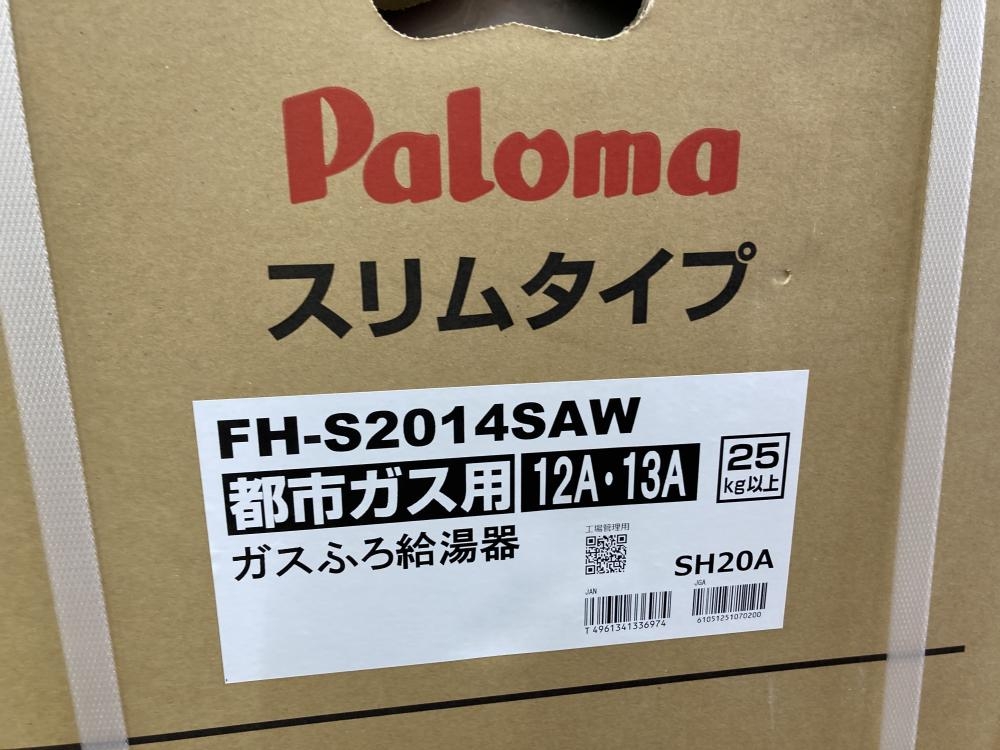 Paloma
スリムタイプ
FH-S2014SAW
都市ガス用 12A・13A
25
kg以上
ガスふろ給湯器
工場管理用
SH20A
JAN
T4961341336974
JGA
61051251070200